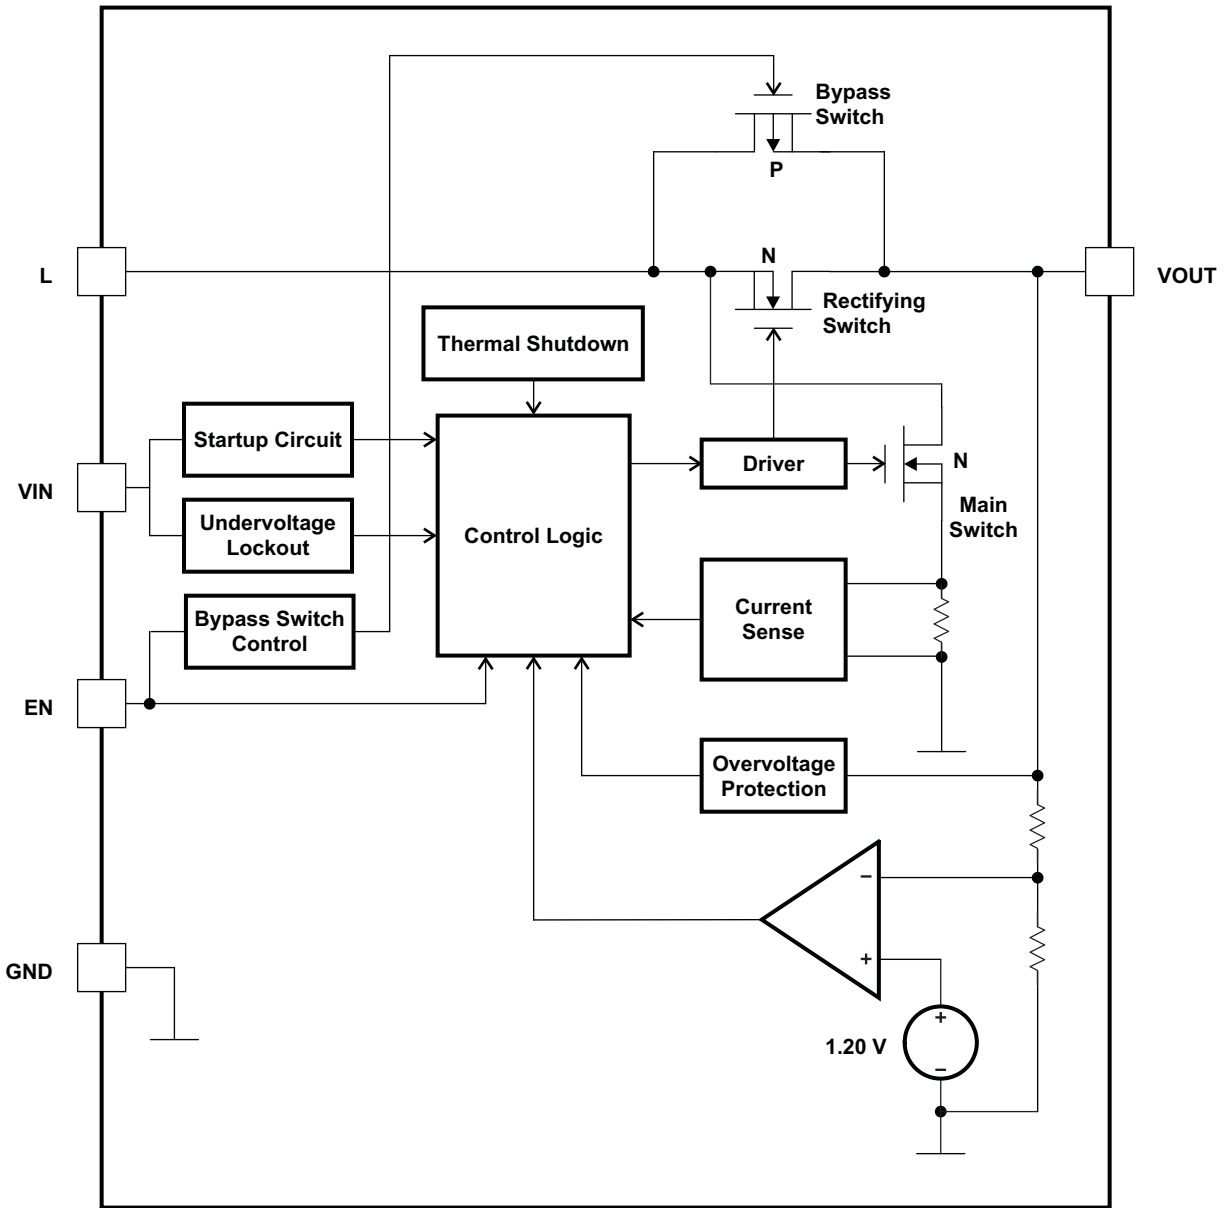 Bypass
Switch
P
L
N
VOUT
Rectifying
Switch
Thermal Shutdown
Startup Circuit
Driver
N
VIN
Main
Switch
Undervoltage
Lockout
Control Logic
Current
Sense
Bypass Switch
Control
EN
Overvoltage
Protection
−
GND
+
+
1.20 V
−